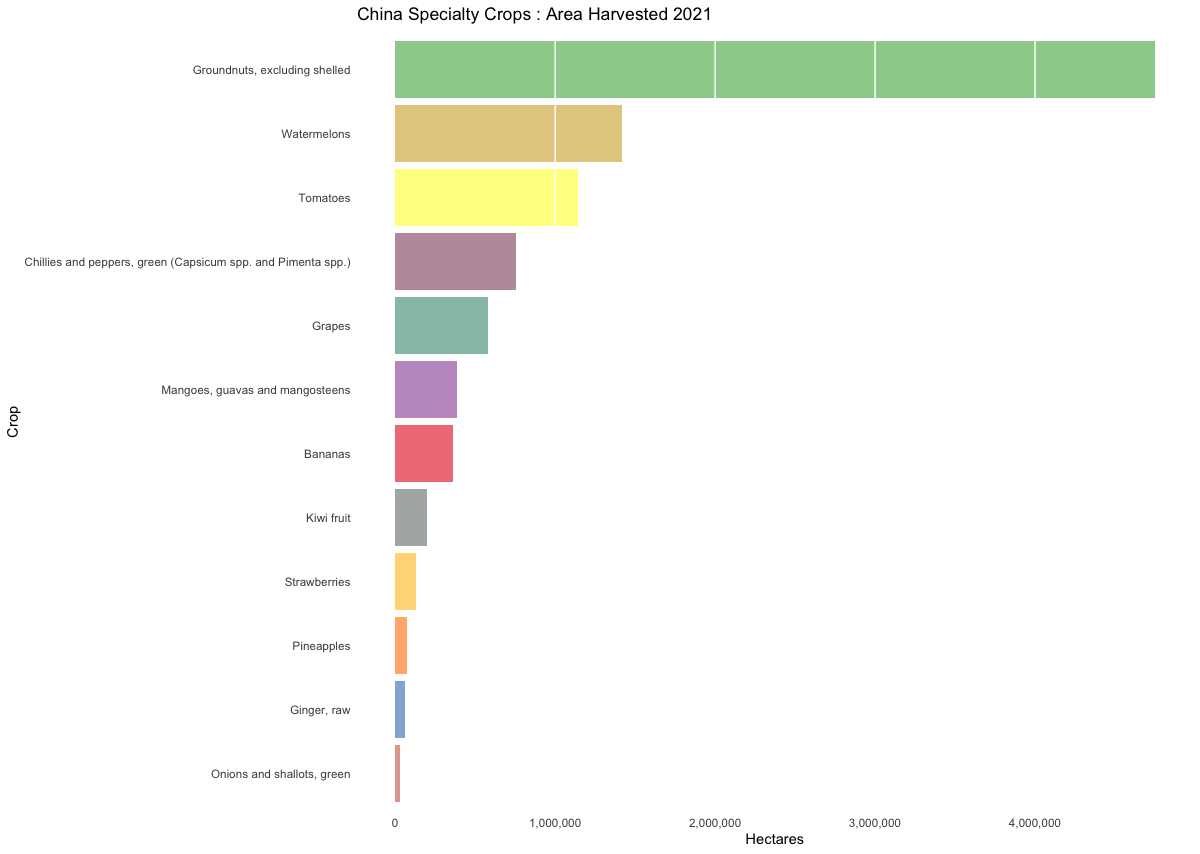 China Specialty Crops : Area Harvested 2021
Groundnuts, excluding shelled
Watermelons
Tomatoes
Chillies and peppers, green (Capsicum spp. and Pimenta spp.)
Grapes
Mangoes, guavas and mangosteens
Crop
Bananas
Kiwi fruit
Strawberries
Pineapples
Ginger, raw
Onions and shallots, green
0 1,000,000 2,000,000 3,000,000 4,000,000
Hectares